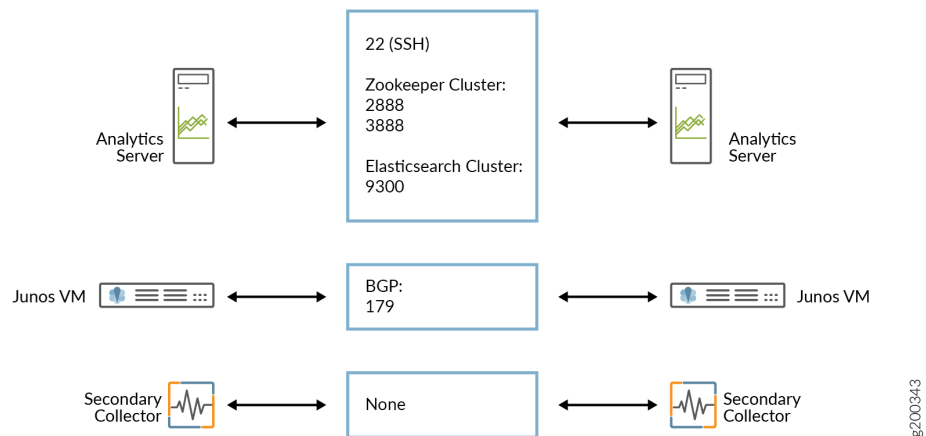 22 (SSH)
Zookeeper Cluster:
2888
3888
Elasticsearch Cluster:
9300
Analytics
Server
Analytics
Server
Junos VM
BGP:
179
Junos VM
Secondary
Collector
None
Secondary
Collector
g200343